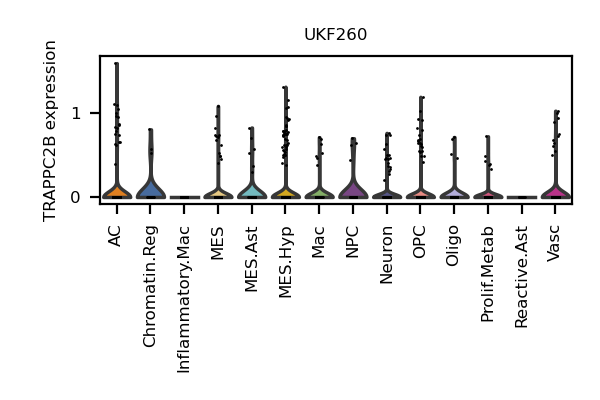 UKF260
TRAPPC2B expression
1
0
AC
Chromatin.Reg
Inflammatory.Mac
MES
MES.Ast
MES.Hyp
Mac
NPC
Neuron
OPC
Oligo
Prolif.Metab
Reactive.Ast
Vasc